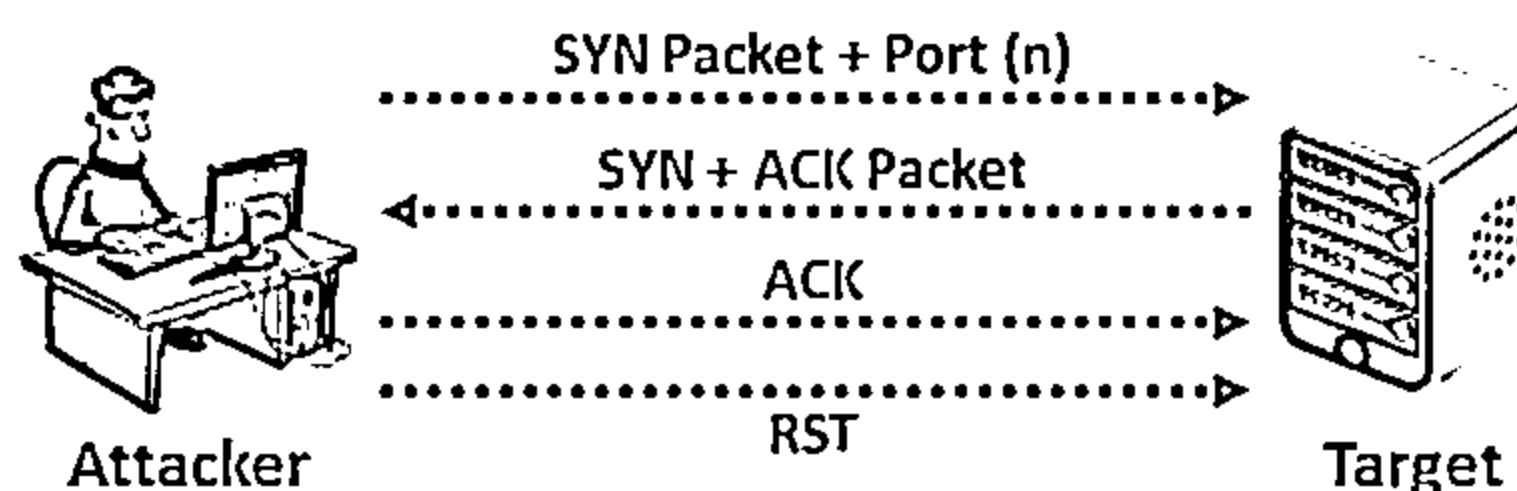 SYN Packet + Port (n)
SYN + ACK Packet
ACK
RST
Attacker
Target